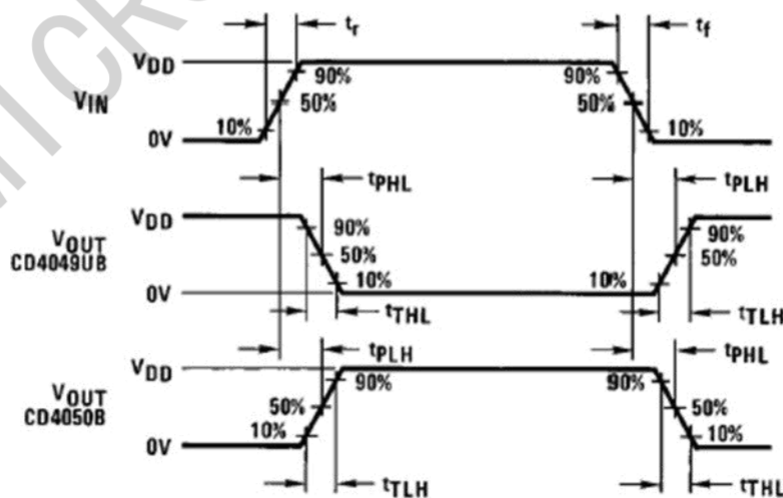 tr
tf
VDD
90%
90%
VIN
50%
50%
10%
10%
0V
tPHL
tPLH
VDD
90%
90%
VOUT
CD4049UB
50%
50%
10%
10%
0V
tTHL
tTLH
tPLH
tPHL
VDD
90%
90%
VOUT
CD4050B
50%
50%
10%
10%
0V
tTLH
tTHL